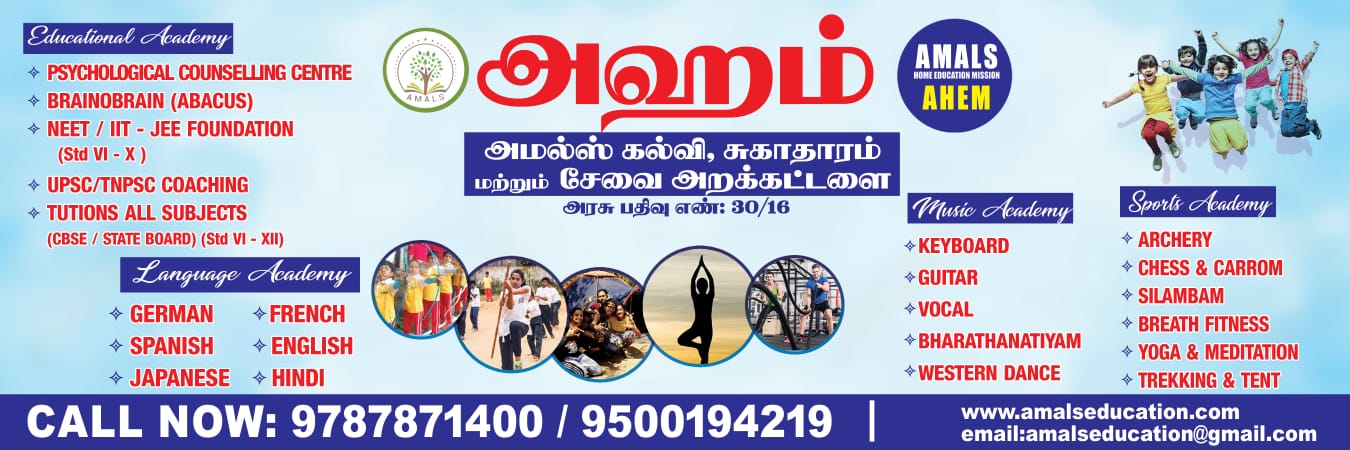 Educational Academy
PSYCHOLOGICAL COUNSELLING CENTRE
BRAINOBRAIN (ABACUS)
NEET / IIT - JEE FOUNDATION
(Std VI - X )
UPSC/TNPSC COACHING
TUTIONS ALL SUBJECTS
(CBSE / STATE BOARD) (Std VI - XII)
Language Academy
GERMAN
FRENCH
SPANISH
ENGLISH
JAPANESE
HINDI
AMALS
அஹம்
அமல்ஸ் கல்வி, சுகாதாரம்
மற்றும் சேவை அறக்கட்டளை
அரசு பதிவு எண்: 30/16
AMALS
HOME EDUCATION MISSION
AHEM
Music Academy
KEYBOARD
GUITAR
VOCAL
BHARATHANATIYAM
WESTERN DANCE
Sports Academy
ARCHERY
CHESS & CARROM
SILAMBAM
BREATH FITNESS
YOGA & MEDITATION
TREKKING & TENT
CALL NOW: 9787871400 / 9500194219 |
www.amalseducation.com
email:amalseducation@gmail.com